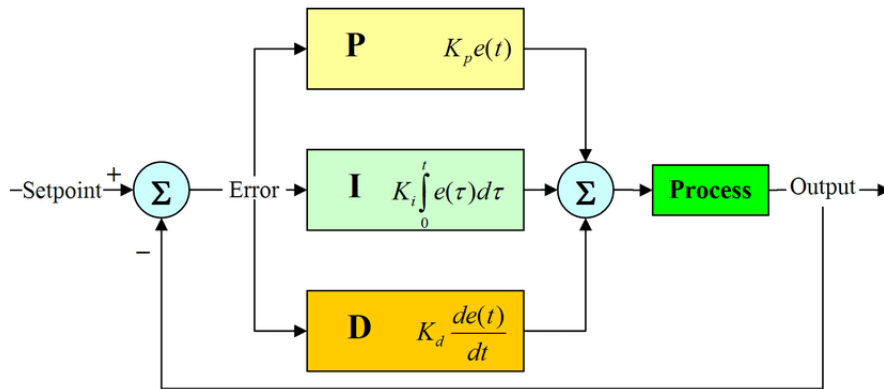 P K_p e(t)
−Setpoint
+
Σ
−
Error
I K_i ∫_0^t e(τ)dτ
Σ
Process
Output
D K_d de(t)/dt